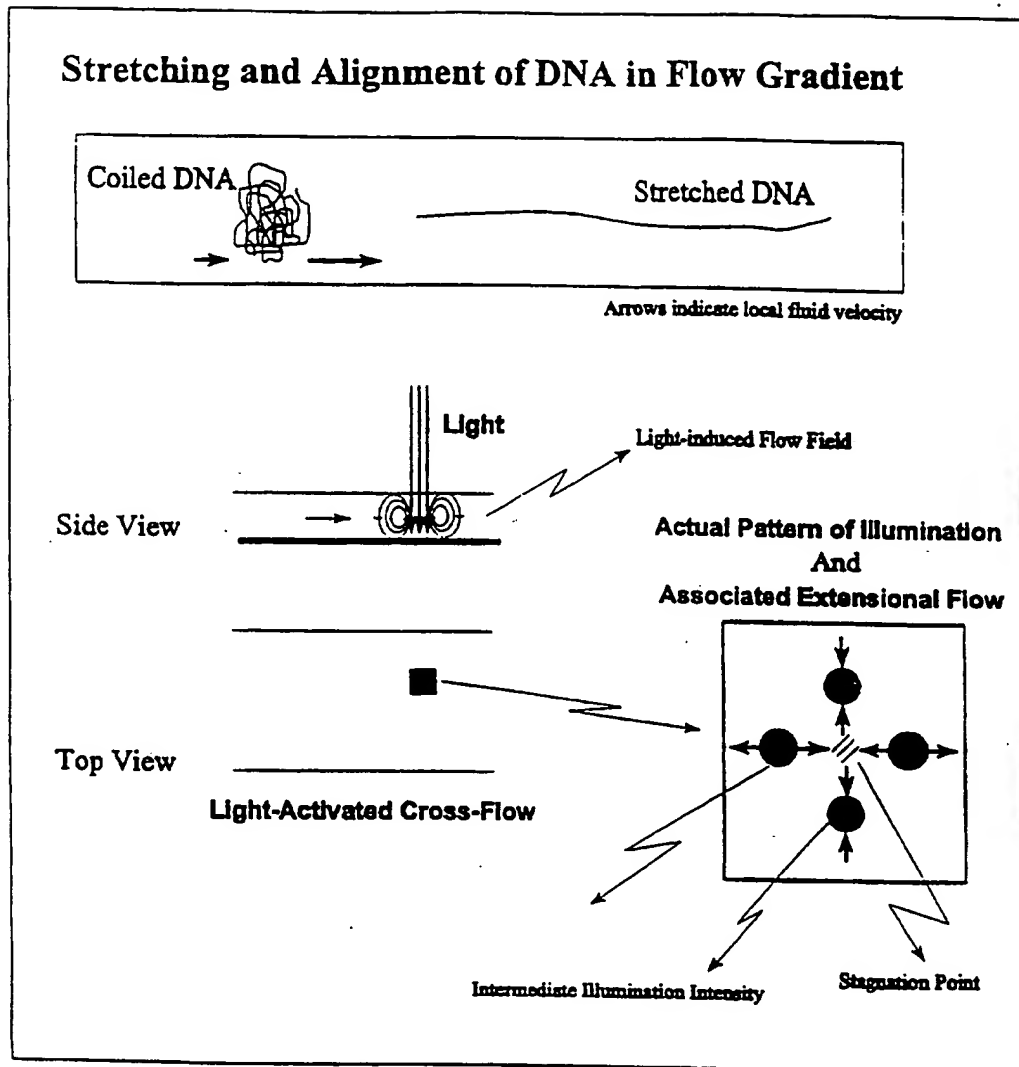 Stretching and Alignment of DNA in Flow Gradient
Coiled DNA
Stretched DNA
Arrows indicate local fluid velocity
Light
Light-induced Flow Field
Side View
Actual Pattern of Illumination
And
Associated Extensional Flow
Top View
Light-Activated Cross-Flow
Intermediate Illumination Intensity
Stagnation Point